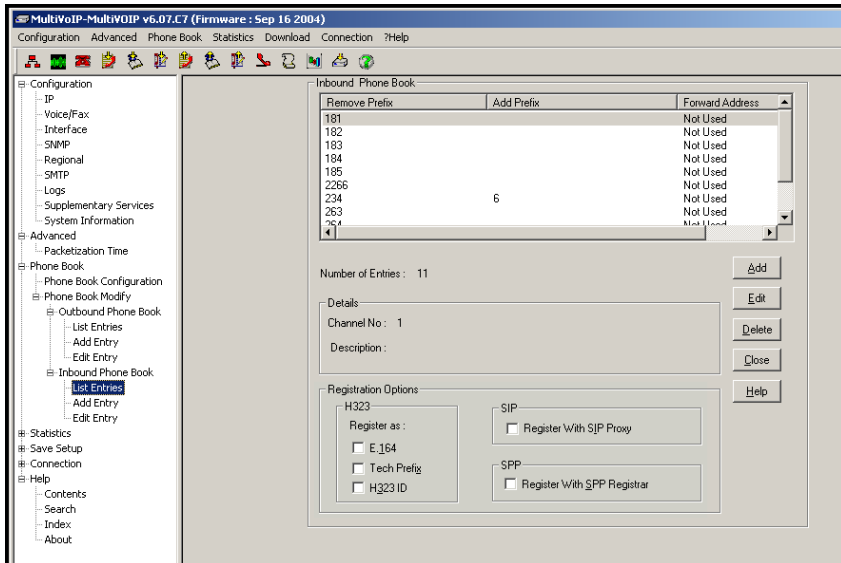 MultiVoIP-MultiVOIP v6.07.C7 (Firmware : Sep 16 2004)
Configuration Advanced Phone Book Statistics Download Connection ?Help
Configuration
IP
Voice/Fax
Interface
SNMP
Regional
SMTP
Logs
Supplementary Services
System Information
Advanced
Packetization Time
Phone Book
Phone Book Configuration
Phone Book Modify
Outbound Phone Book
List Entries
Add Entry
Edit Entry
Inbound Phone Book
List Entries
Add Entry
Edit Entry
Statistics
Save Setup
Connection
Help
Contents
Search
Index
About
Inbound Phone Book
Remove Prefix Add Prefix Forward Address
181 Not Used
182 Not Used
183 Not Used
184 Not Used
185 Not Used
2266 Not Used
234 6 Not Used
263 Not Used
264 Not Used
Number of Entries : 11
Details
Channel No : 1
Description :
Add
Edit
Delete
Close
Help
Registration Options
H323
Register as :
E.164
Tech Prefix
H323 ID
SIP
Register With SIP Proxy
SPP
Register With SPP Registrar